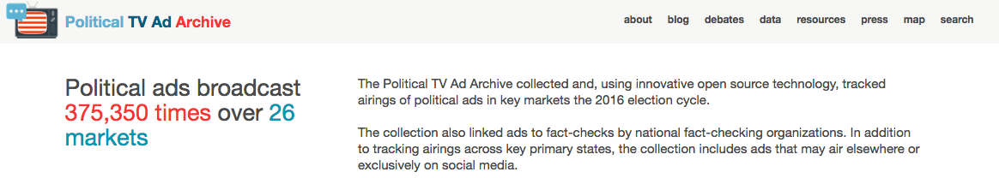 Political TV Ad Archive
about blog debates data resources press map search
Political ads broadcast
375,350 times over 26
markets
The Political TV Ad Archive collected and, using innovative open source technology, tracked
airings of political ads in key markets the 2016 election cycle.
The collection also linked ads to fact-checks by national fact-checking organizations. In addition
to tracking airings across key primary states, the collection includes ads that may air elsewhere or
exclusively on social media.